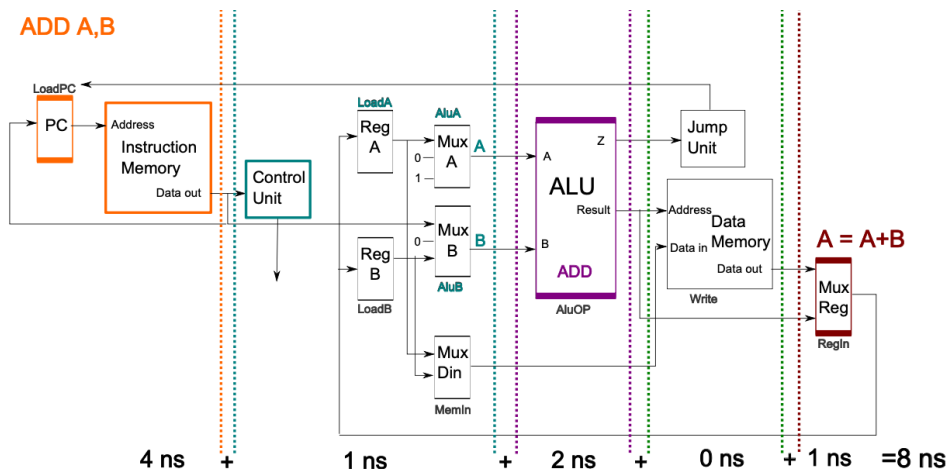 ADD A,B
LoadPC
PC
Address
Instruction
Memory
Data out
Control
Unit
LoadA
Reg
A
AluA
Mux
A
0
1
A
Mux
B
0
B
AluB
Reg
B
LoadB
Mux
Din
MemIn
A
Z
ALU
Result
B
ADD
AluOP
Jump
Unit
Address
Data
Data in
Memory
Data out
Write
A = A+B
Mux
Reg
RegIn
4 ns + 1 ns + 2 ns + 0 ns + 1 ns =8 ns